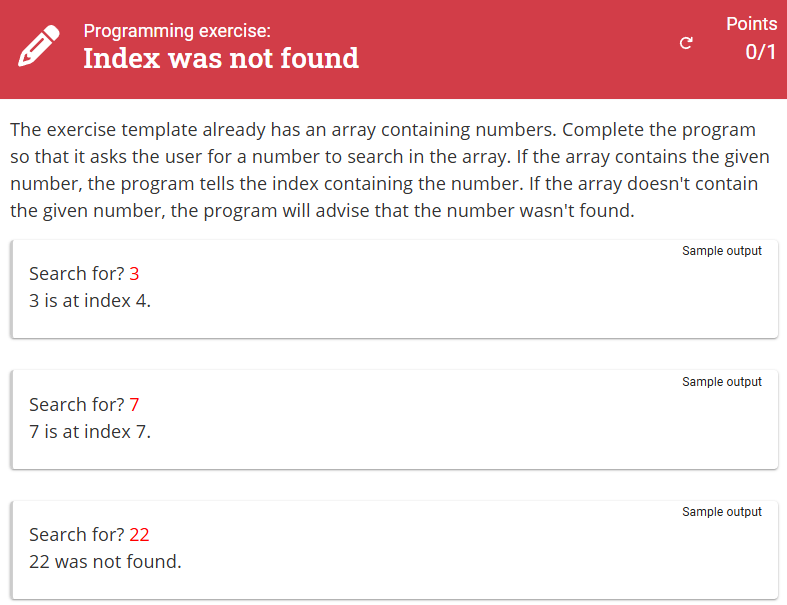 Programming exercise:
Index was not found
Points
0/1
The exercise template already has an array containing numbers. Complete the program
so that it asks the user for a number to search in the array. If the array contains the given
number, the program tells the index containing the number. If the array doesn't contain
the given number, the program will advise that the number wasn't found.
Sample output
Search for? 3
3 is at index 4.
Sample output
Search for? 7
7 is at index 7.
Sample output
Search for? 22
22 was not found.